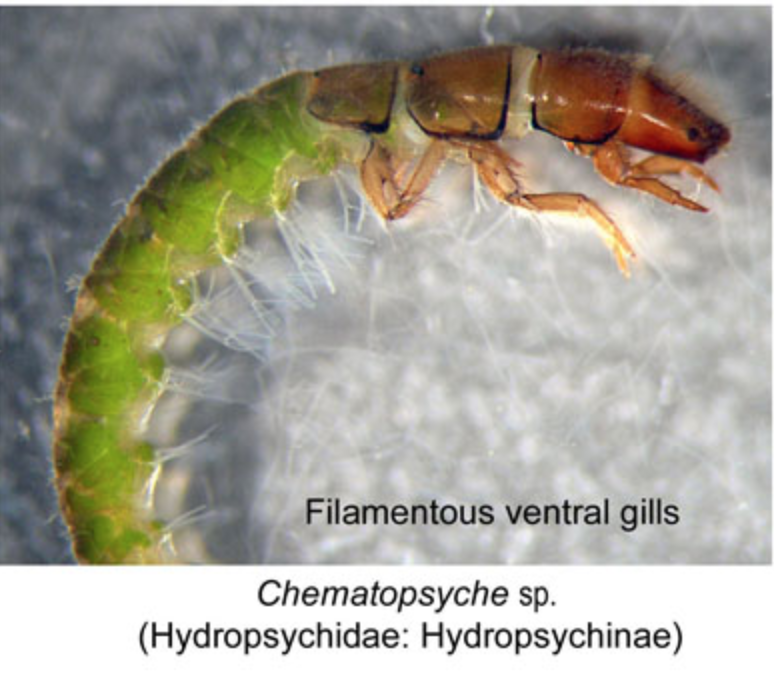 Filamentous ventral gills
Chematopsyche sp.
(Hydropsychidae: Hydropsychinae)